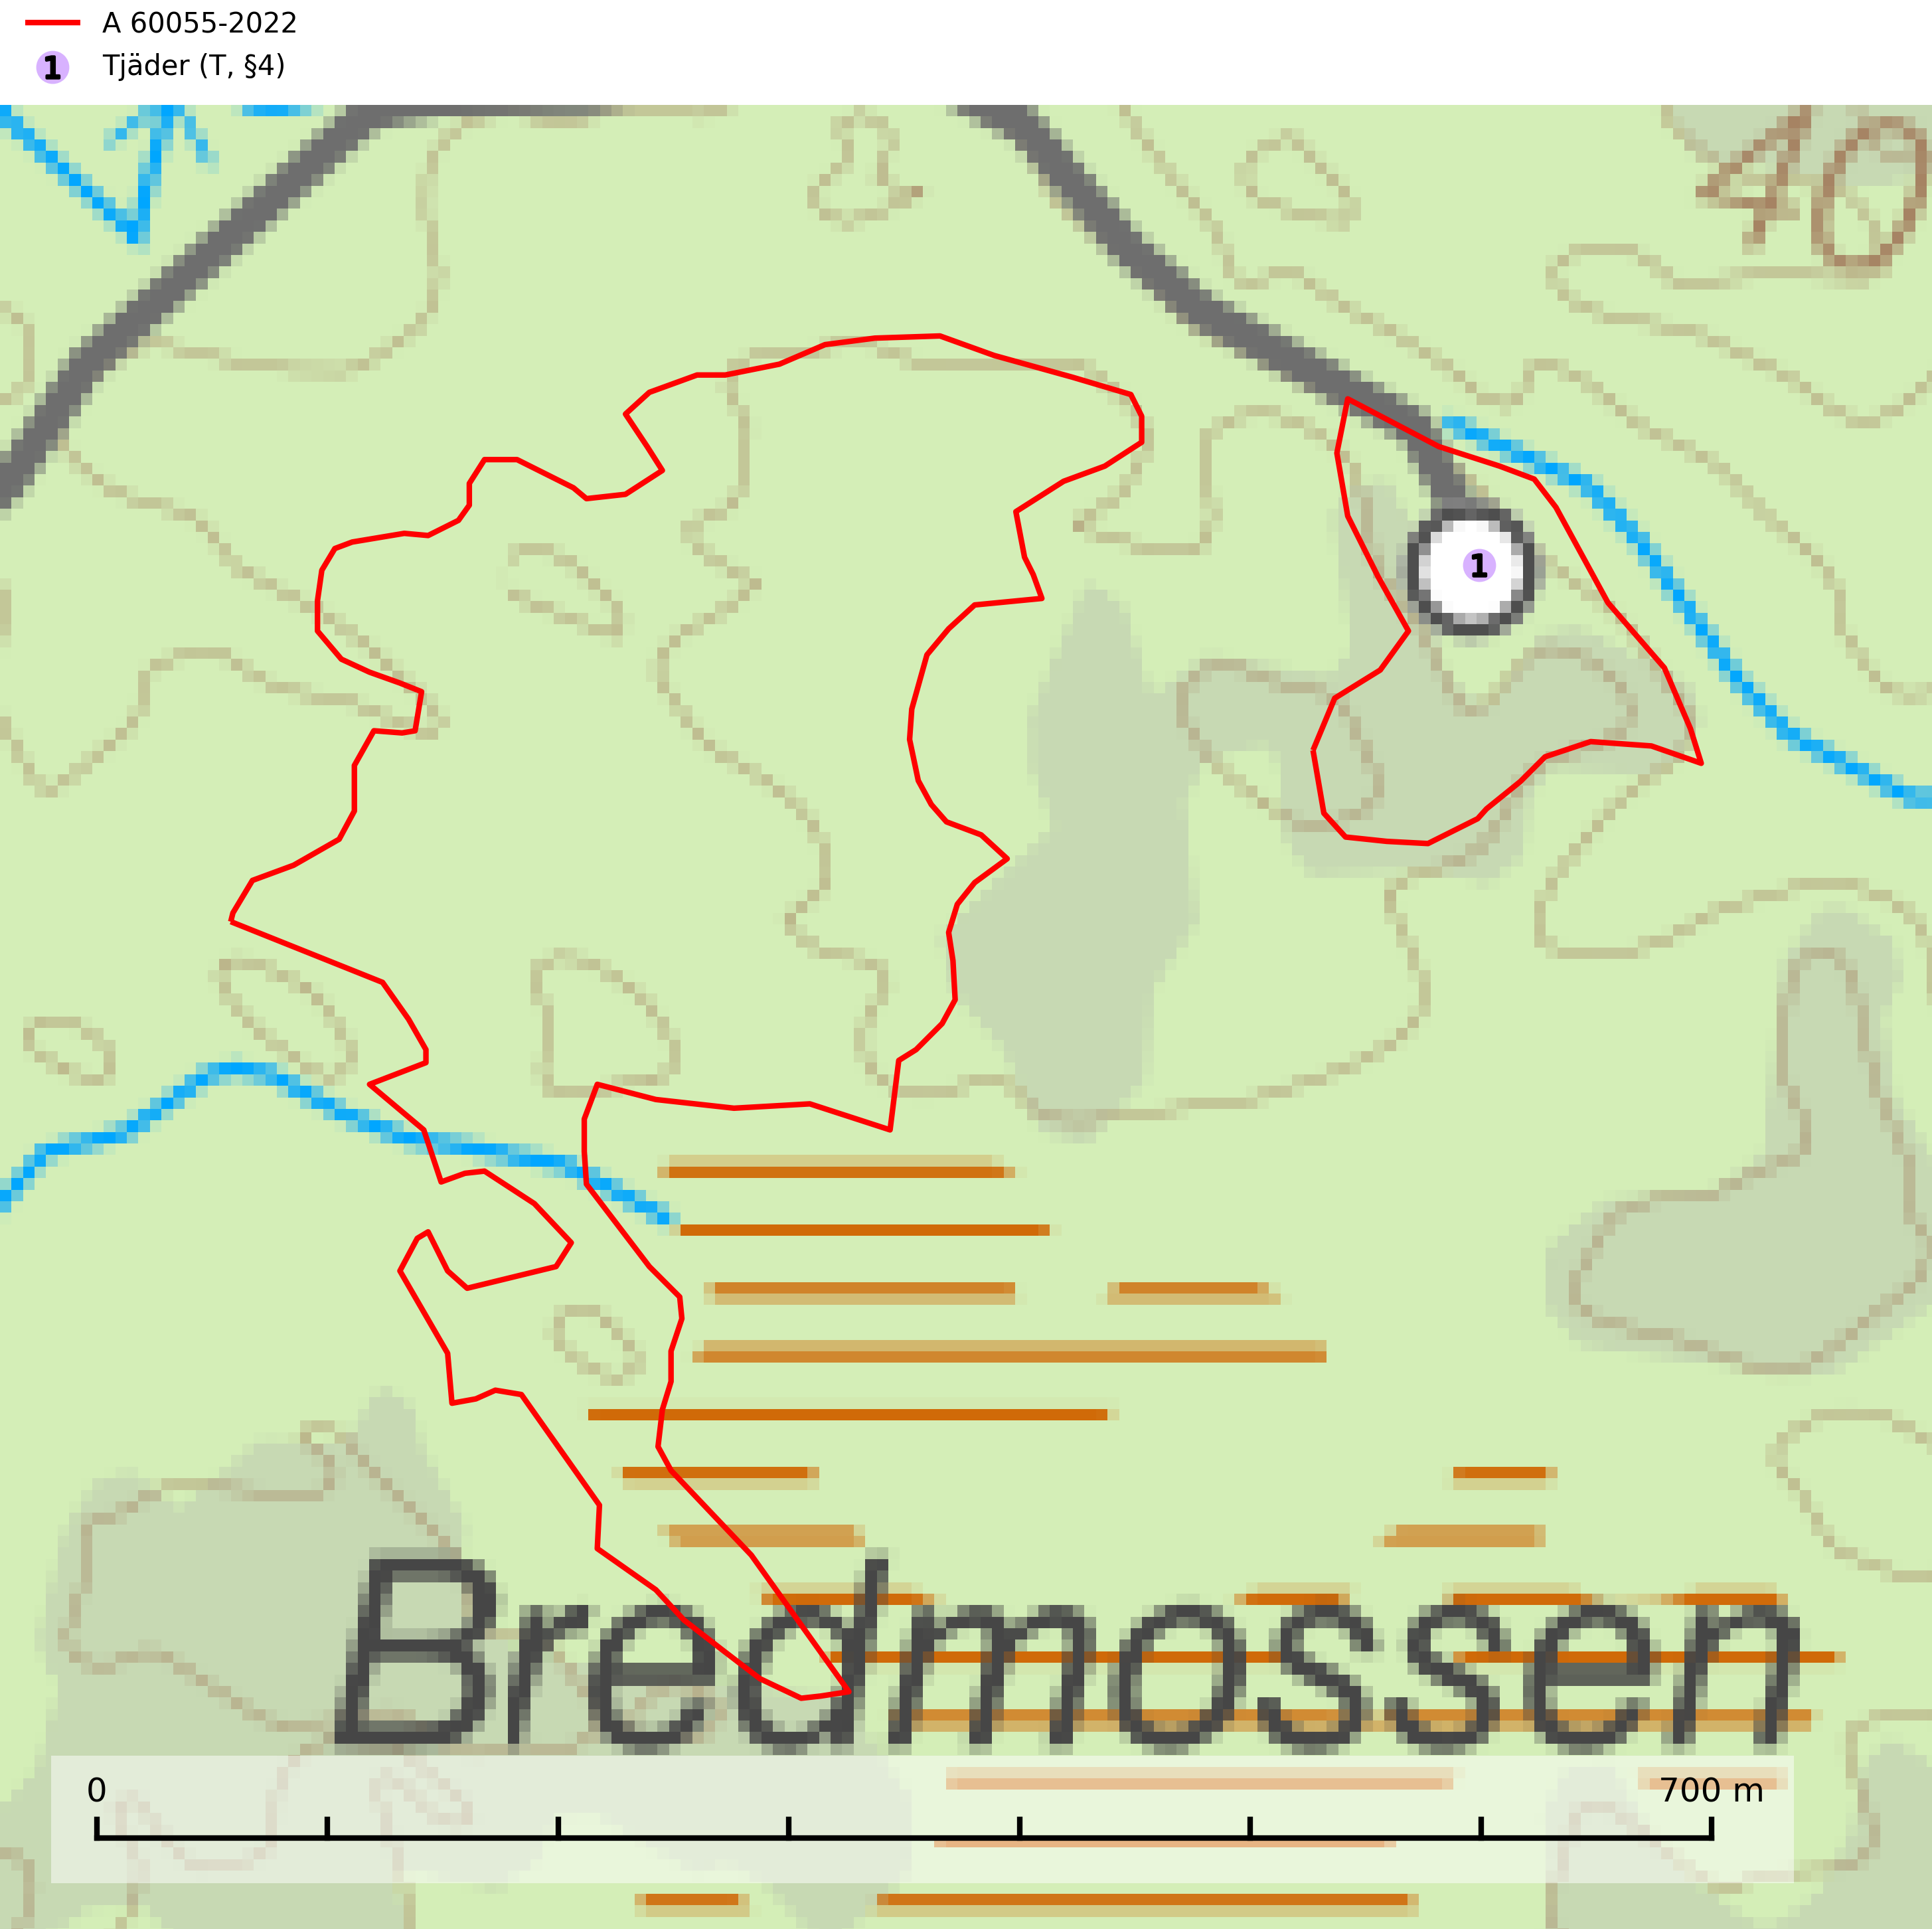 A 60055-2022
1 Tjäder (T, §4)
40
1
Bredmossen
0 700 m